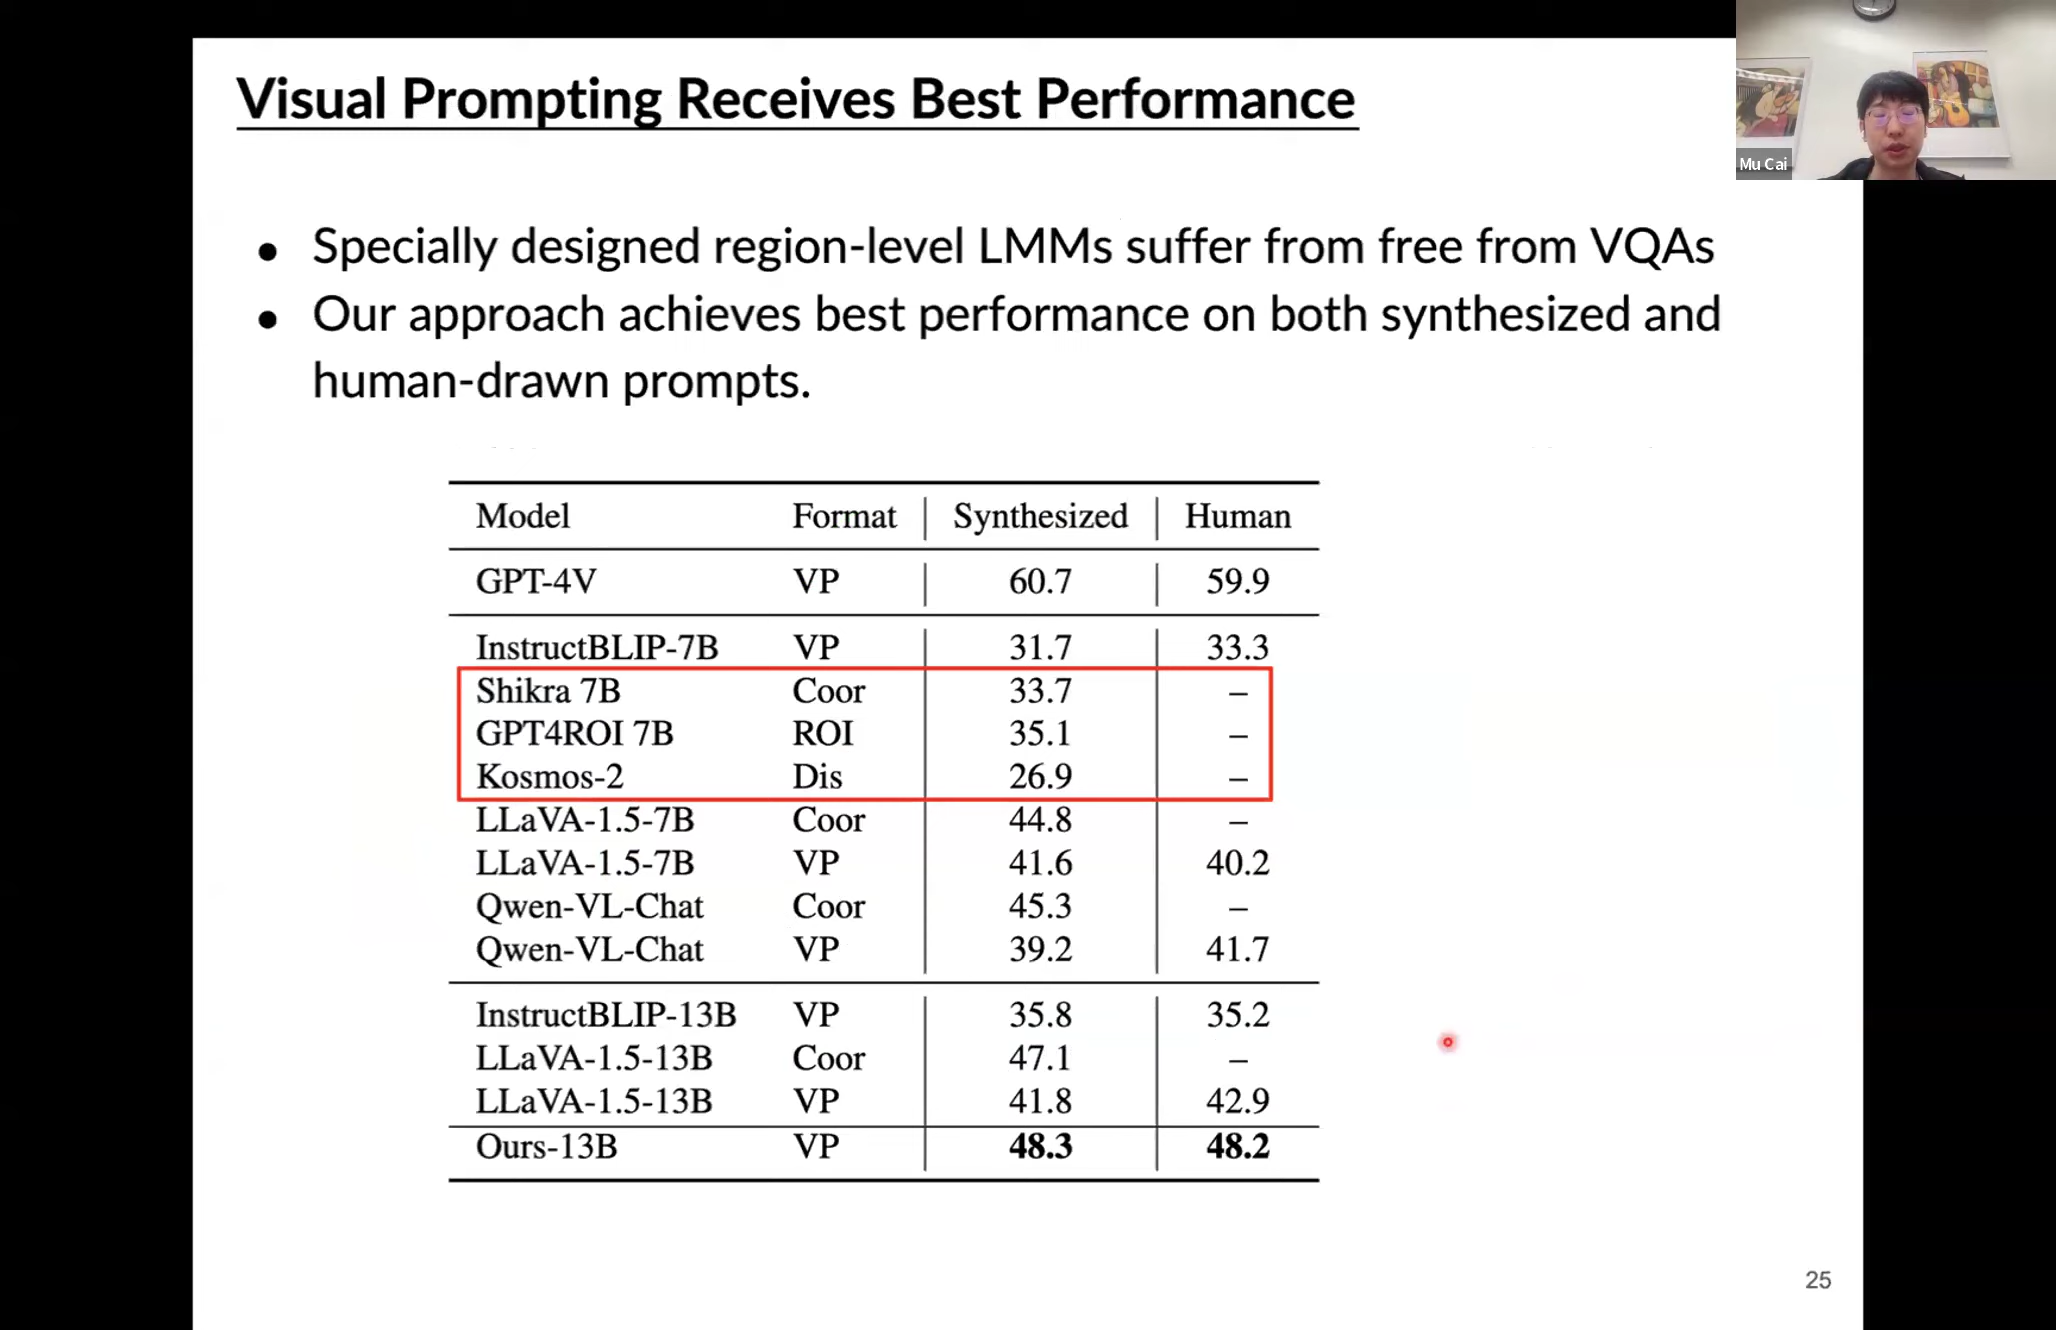 Visual Prompting Receives Best Performance
Mu Cai
● Specially designed region-level LMMs suffer from free from VQAs
● Our approach achieves best performance on both synthesized and
human-drawn prompts.
Model Format Synthesized Human
GPT-4V VP 60.7 59.9
InstructBLIP-7B VP 31.7 33.3
Shikra 7B Coor 33.7 –
GPT4ROI 7B ROI 35.1 –
Kosmos-2 Dis 26.9 –
LLaVA-1.5-7B Coor 44.8 –
LLaVA-1.5-7B VP 41.6 40.2
Qwen-VL-Chat Coor 45.3 –
Qwen-VL-Chat VP 39.2 41.7
InstructBLIP-13B VP 35.8 35.2
LLaVA-1.5-13B Coor 47.1 –
LLaVA-1.5-13B VP 41.8 42.9
Ours-13B VP 48.3 48.2
25